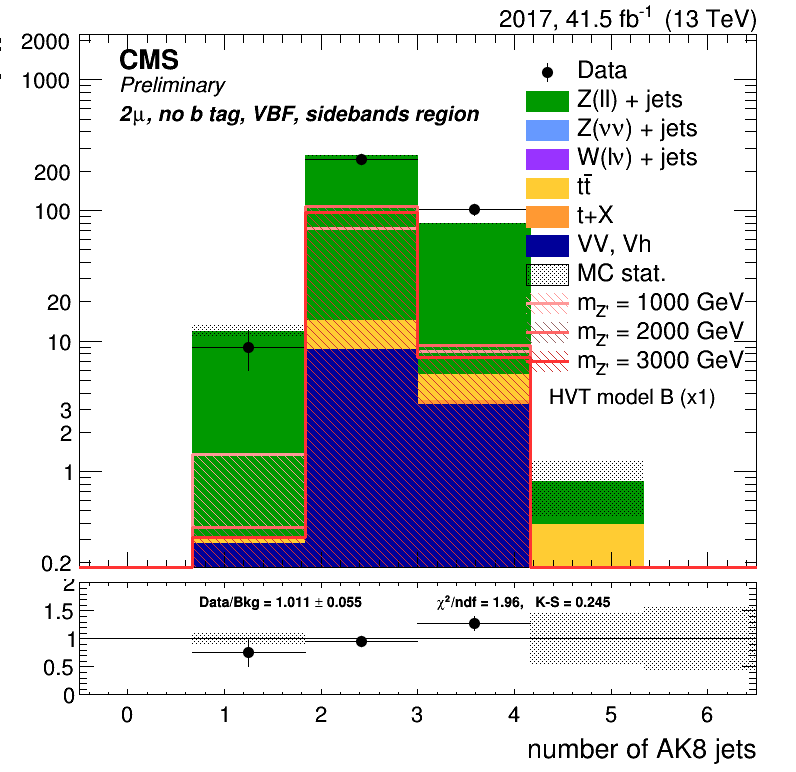 2017, 41.5 fb⁻¹ (13 TeV)
2000
CMS
Preliminary
2μ, no b tag, VBF, sidebands region
Data
Z(ll) + jets
Z(νν) + jets
W(lν) + jets
tt̄
t+X
VV, Vh
MC stat.
m_Z' = 1000 GeV
m_Z' = 2000 GeV
m_Z' = 3000 GeV
HVT model B (x1)
1000
200
100
20
10
3
2
1
0.2
2
1.5
1
0.5
0
Data/Bkg = 1.011 ± 0.055
χ²/ndf = 1.96, K-S = 0.245
0 1 2 3 4 5 6
number of AK8 jets